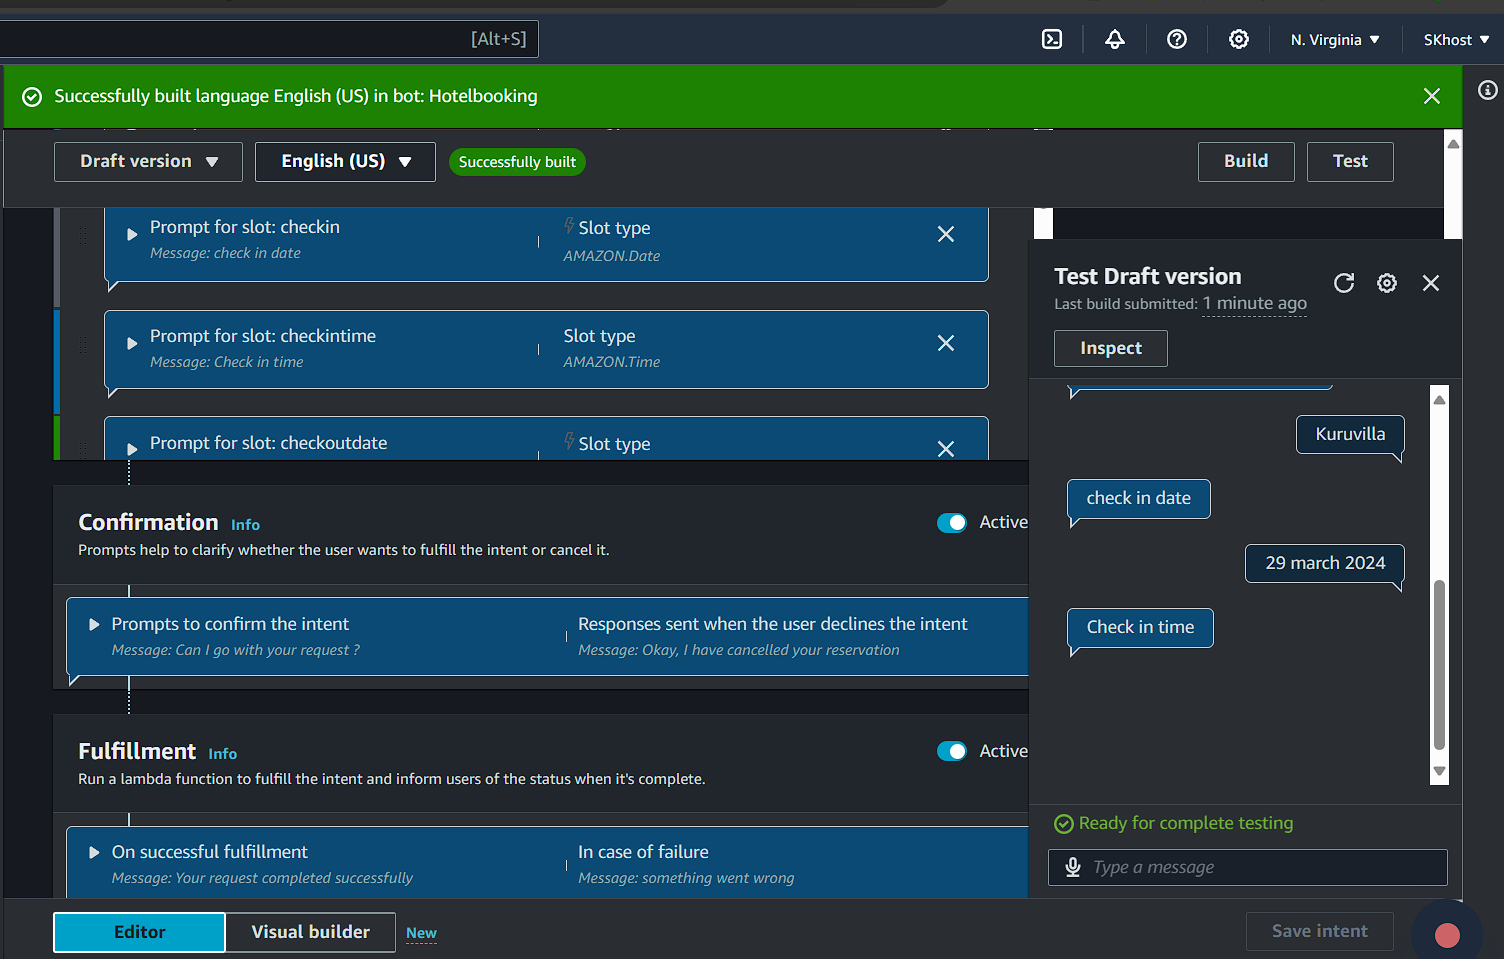 [Alt+S]
N. Virginia
SKhost
Successfully built language English (US) in bot: Hotelbooking
Draft version
English (US)
Successfully built
Build
Test
Prompt for slot: checkin
Message: check in date
Slot type
AMAZON.Date
Prompt for slot: checkintime
Message: Check in time
Slot type
AMAZON.Time
Prompt for slot: checkoutdate
Slot type
Confirmation Info
Active
Prompts help to clarify whether the user wants to fulfill the intent or cancel it.
Prompts to confirm the intent
Message: Can I go with your request ?
Responses sent when the user declines the intent
Message: Okay, I have cancelled your reservation
Fulfillment Info
Active
Run a lambda function to fulfill the intent and inform users of the status when it's complete.
On successful fulfillment
Message: Your request completed successfully
In case of failure
Message: something went wrong
Test Draft version
Last build submitted: 1 minute ago
Inspect
Kuruvilla
check in date
29 march 2024
Check in time
Ready for complete testing
Type a message
Editor
Visual builder
New
Save intent